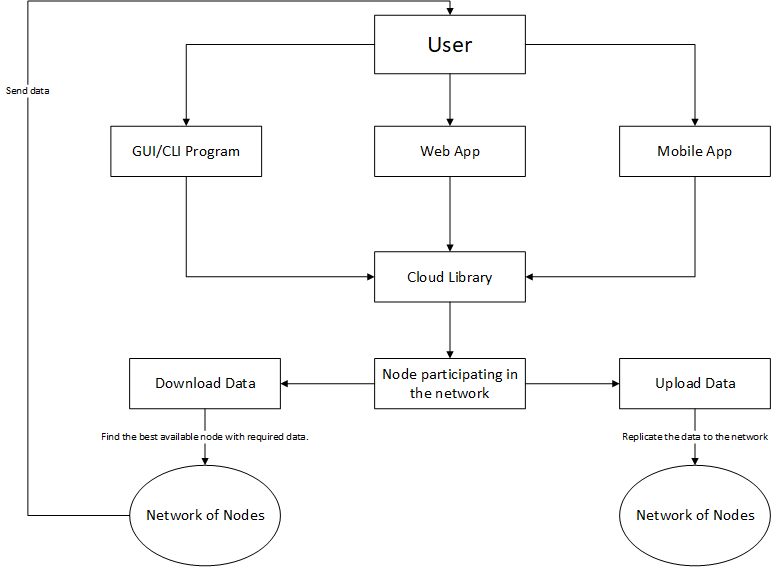 User
Send data
GUI/CLI Program
Web App
Mobile App
Cloud Library
Download Data
Node participating in
the network
Upload Data
Find the best available node with required data.
Replicate the data to the network
Network of Nodes
Network of Nodes